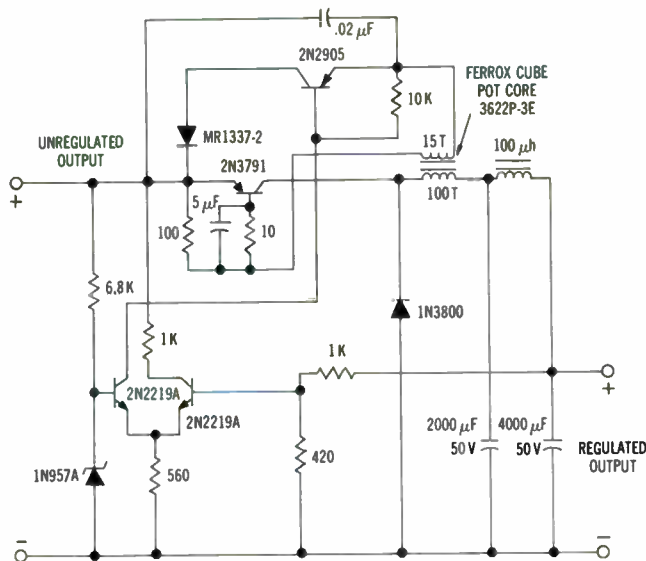 .02 μF
2N2905
FERROX CUBE
POT CORE
3622P-3E
10 K
15T
100 μh
MR1337-2
UNREGULATED
OUTPUT
2N3791
+
100T
5 μF
100
10
6.8K
1N3800
1K
1K
+
2N2219A
2N2219A
2000 μF
50 V
4000 μF
50V
REGULATED
OUTPUT
1N957A
560
420
−
−